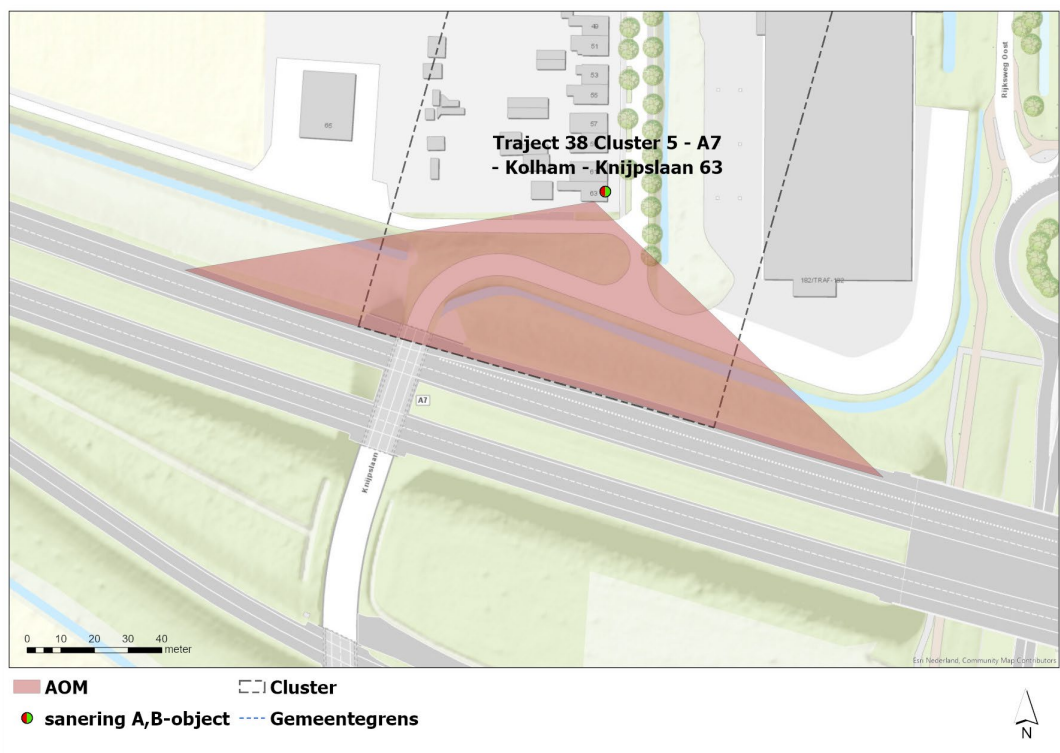 49
51
53
55
57
Traject 38 Cluster 5 - A7
- Kolham - Knijpslaan 63
63
Rijksweg Oost
A7
Knijpslaan
0 10 20 30 40
meter
Esri Nederland, Community Map Contributors
AOM
Cluster
sanering A,B-object
Gemeentegrens
N